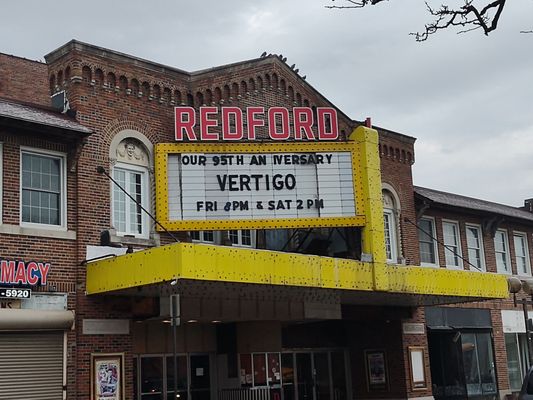 REDFORD
OUR 95TH AN IVERSARY
VERTIGO
FRI 8PM & SAT 2PM
MACY
-5920